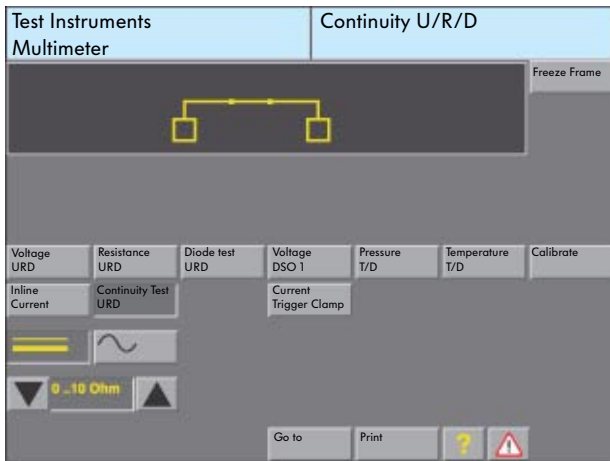 Test Instruments
Multimeter
Continuity U/R/D
Freeze Frame
Voltage
URD
Resistance
URD
Diode test
URD
Voltage
DSO 1
Pressure
T/D
Temperature
T/D
Calibrate
Inline
Current
Continuity Test
URD
Current
Trigger Clamp
0 ..10 Ohm
Go to
Print
?